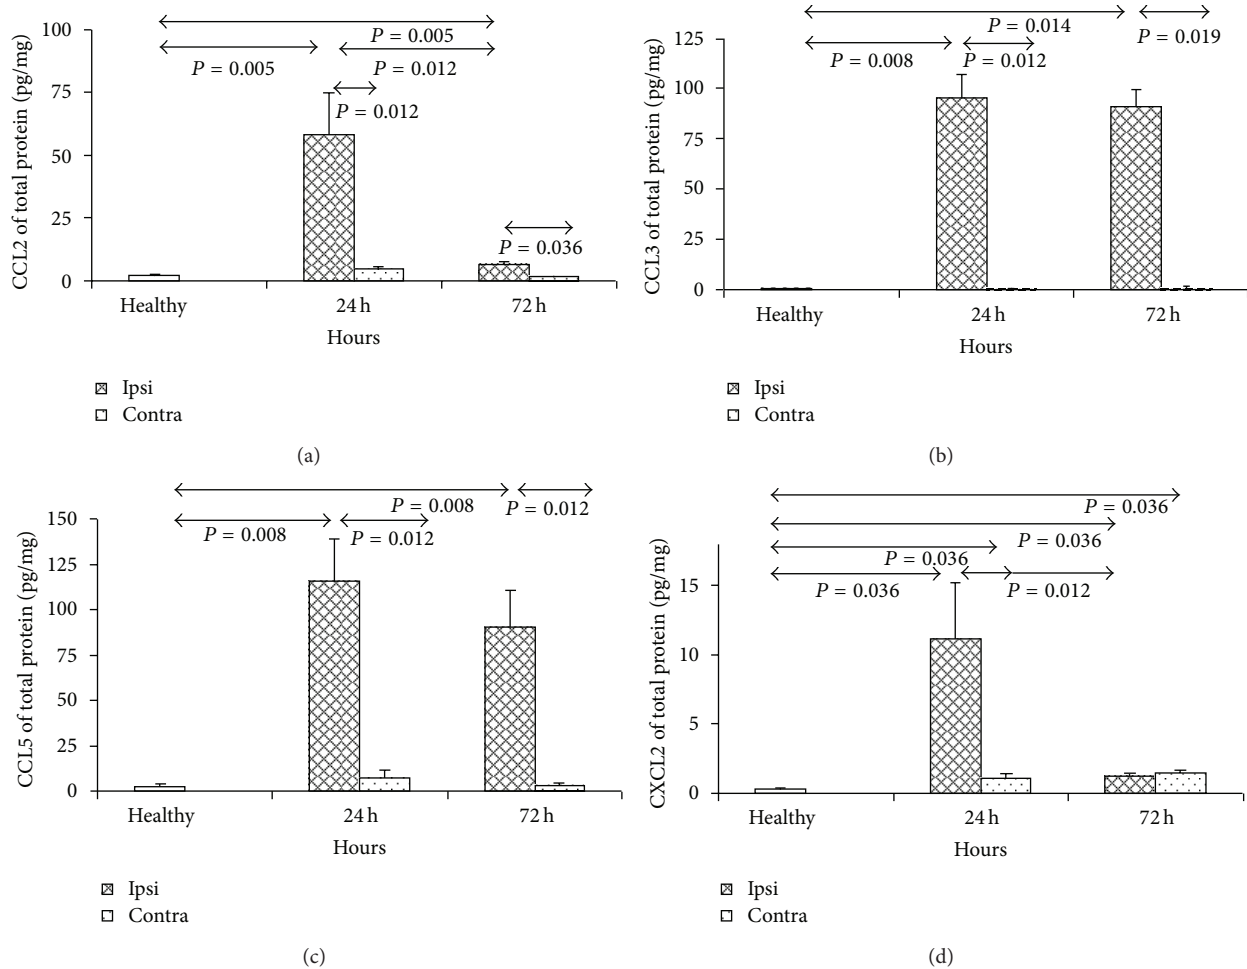 CCL2 of total protein (pg/mg)
100
75
50
25
0
P = 0.005
P = 0.005
P = 0.012
P = 0.012
P = 0.036
Healthy
24 h
72 h
Hours
Ipsi
Contra
(a)
CCL3 of total protein (pg/mg)
125
100
75
50
25
0
P = 0.014
P = 0.019
P = 0.008
P = 0.012
Healthy
24 h
72 h
Hours
Ipsi
Contra
(b)
CCL5 of total protein (pg/mg)
150
125
100
75
50
25
0
P = 0.008
P = 0.012
P = 0.008
P = 0.012
Healthy
24 h
72 h
Hours
Ipsi
Contra
(c)
CXCL2 of total protein (pg/mg)
15
10
5
0
P = 0.036
P = 0.036
P = 0.036
P = 0.036
P = 0.012
Healthy
24 h
72 h
Hours
Ipsi
Contra
(d)